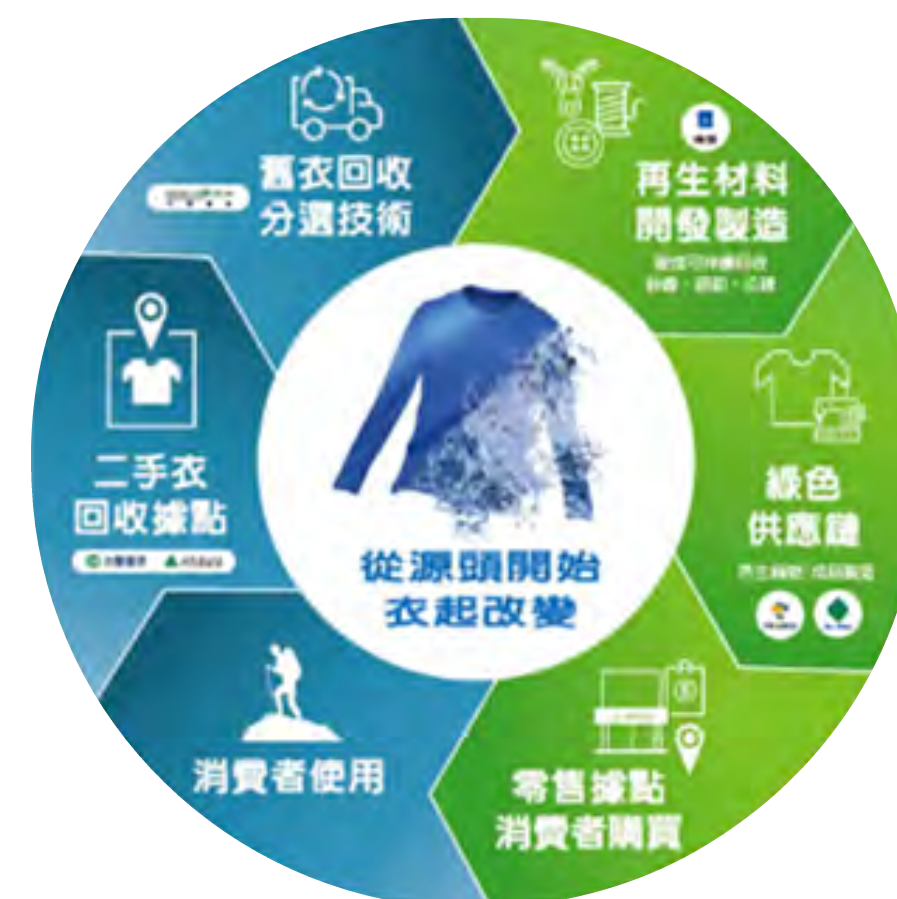 舊衣回收
分選技術
再生材料
開發製造
綠色
供應鏈
零售據點
消費者購買
消費者使用
二手衣
回收據點
從源頭開始
衣起改變